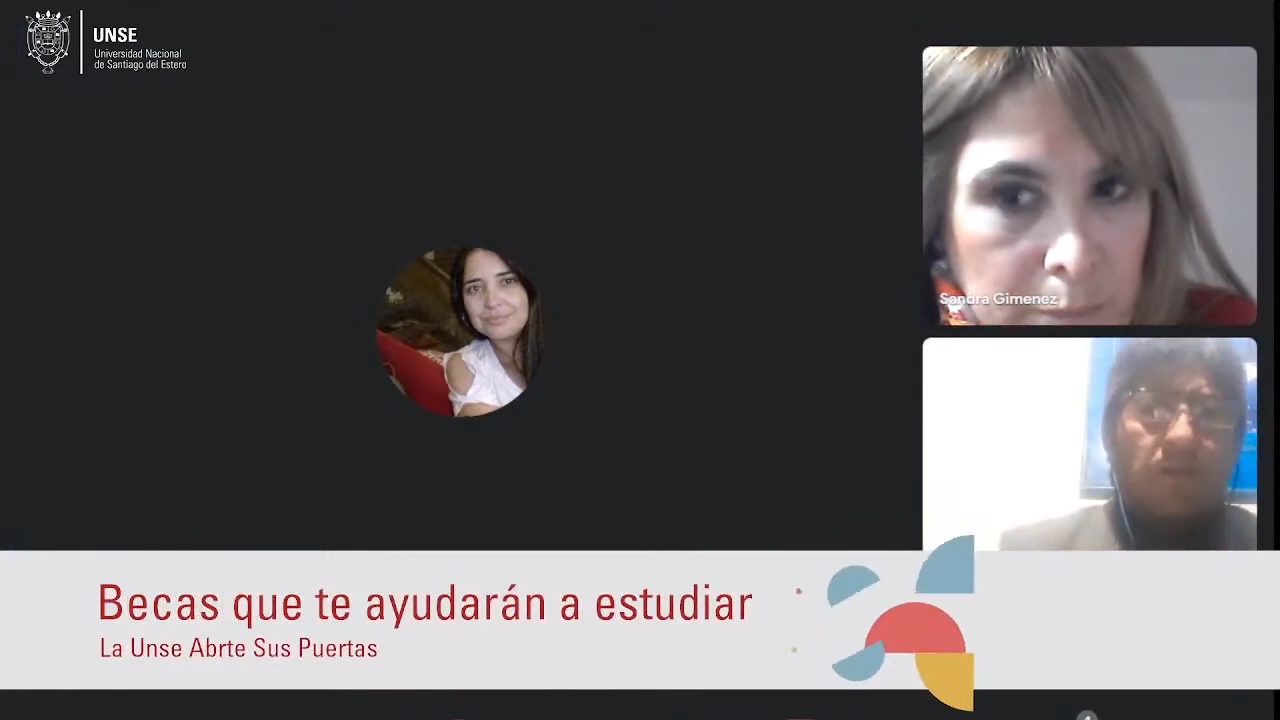 UNSE
Universidad Nacional
de Santiago del Estero
Sandra Gimenez
Becas que te ayudarán a estudiar
La Unse Abrte Sus Puertas